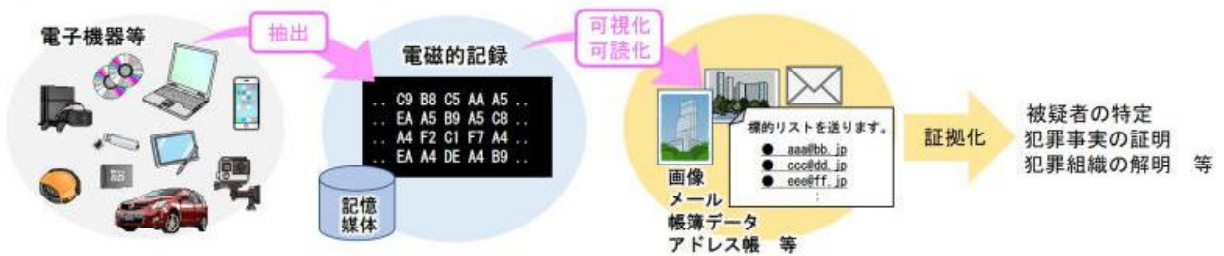 電子機器等
抽出
電磁的記録
.. C9 B8 C5 AA A5 ..
.. EA A5 B9 A5 C8 ..
.. A4 F2 C1 F7 A4 ..
.. EA A4 DE A4 B9 ..
記憶
媒体
可視化
可読化
標的リストを送ります。
● aaa@bb.jp
● ccc@dd.jp
● eee@ff.jp
:
画像
メール
帳簿データ
アドレス帳 等
証拠化
被疑者の特定
犯罪事実の証明
犯罪組織の解明 等